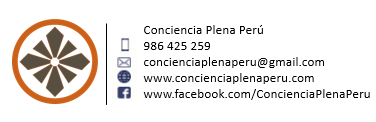 Conciencia Plena Perú
986 425 259
concienciaplenaperu@gmail.com
www.concienciaplenaperu.com
www.facebook.com/ConcienciaPlenaPeru